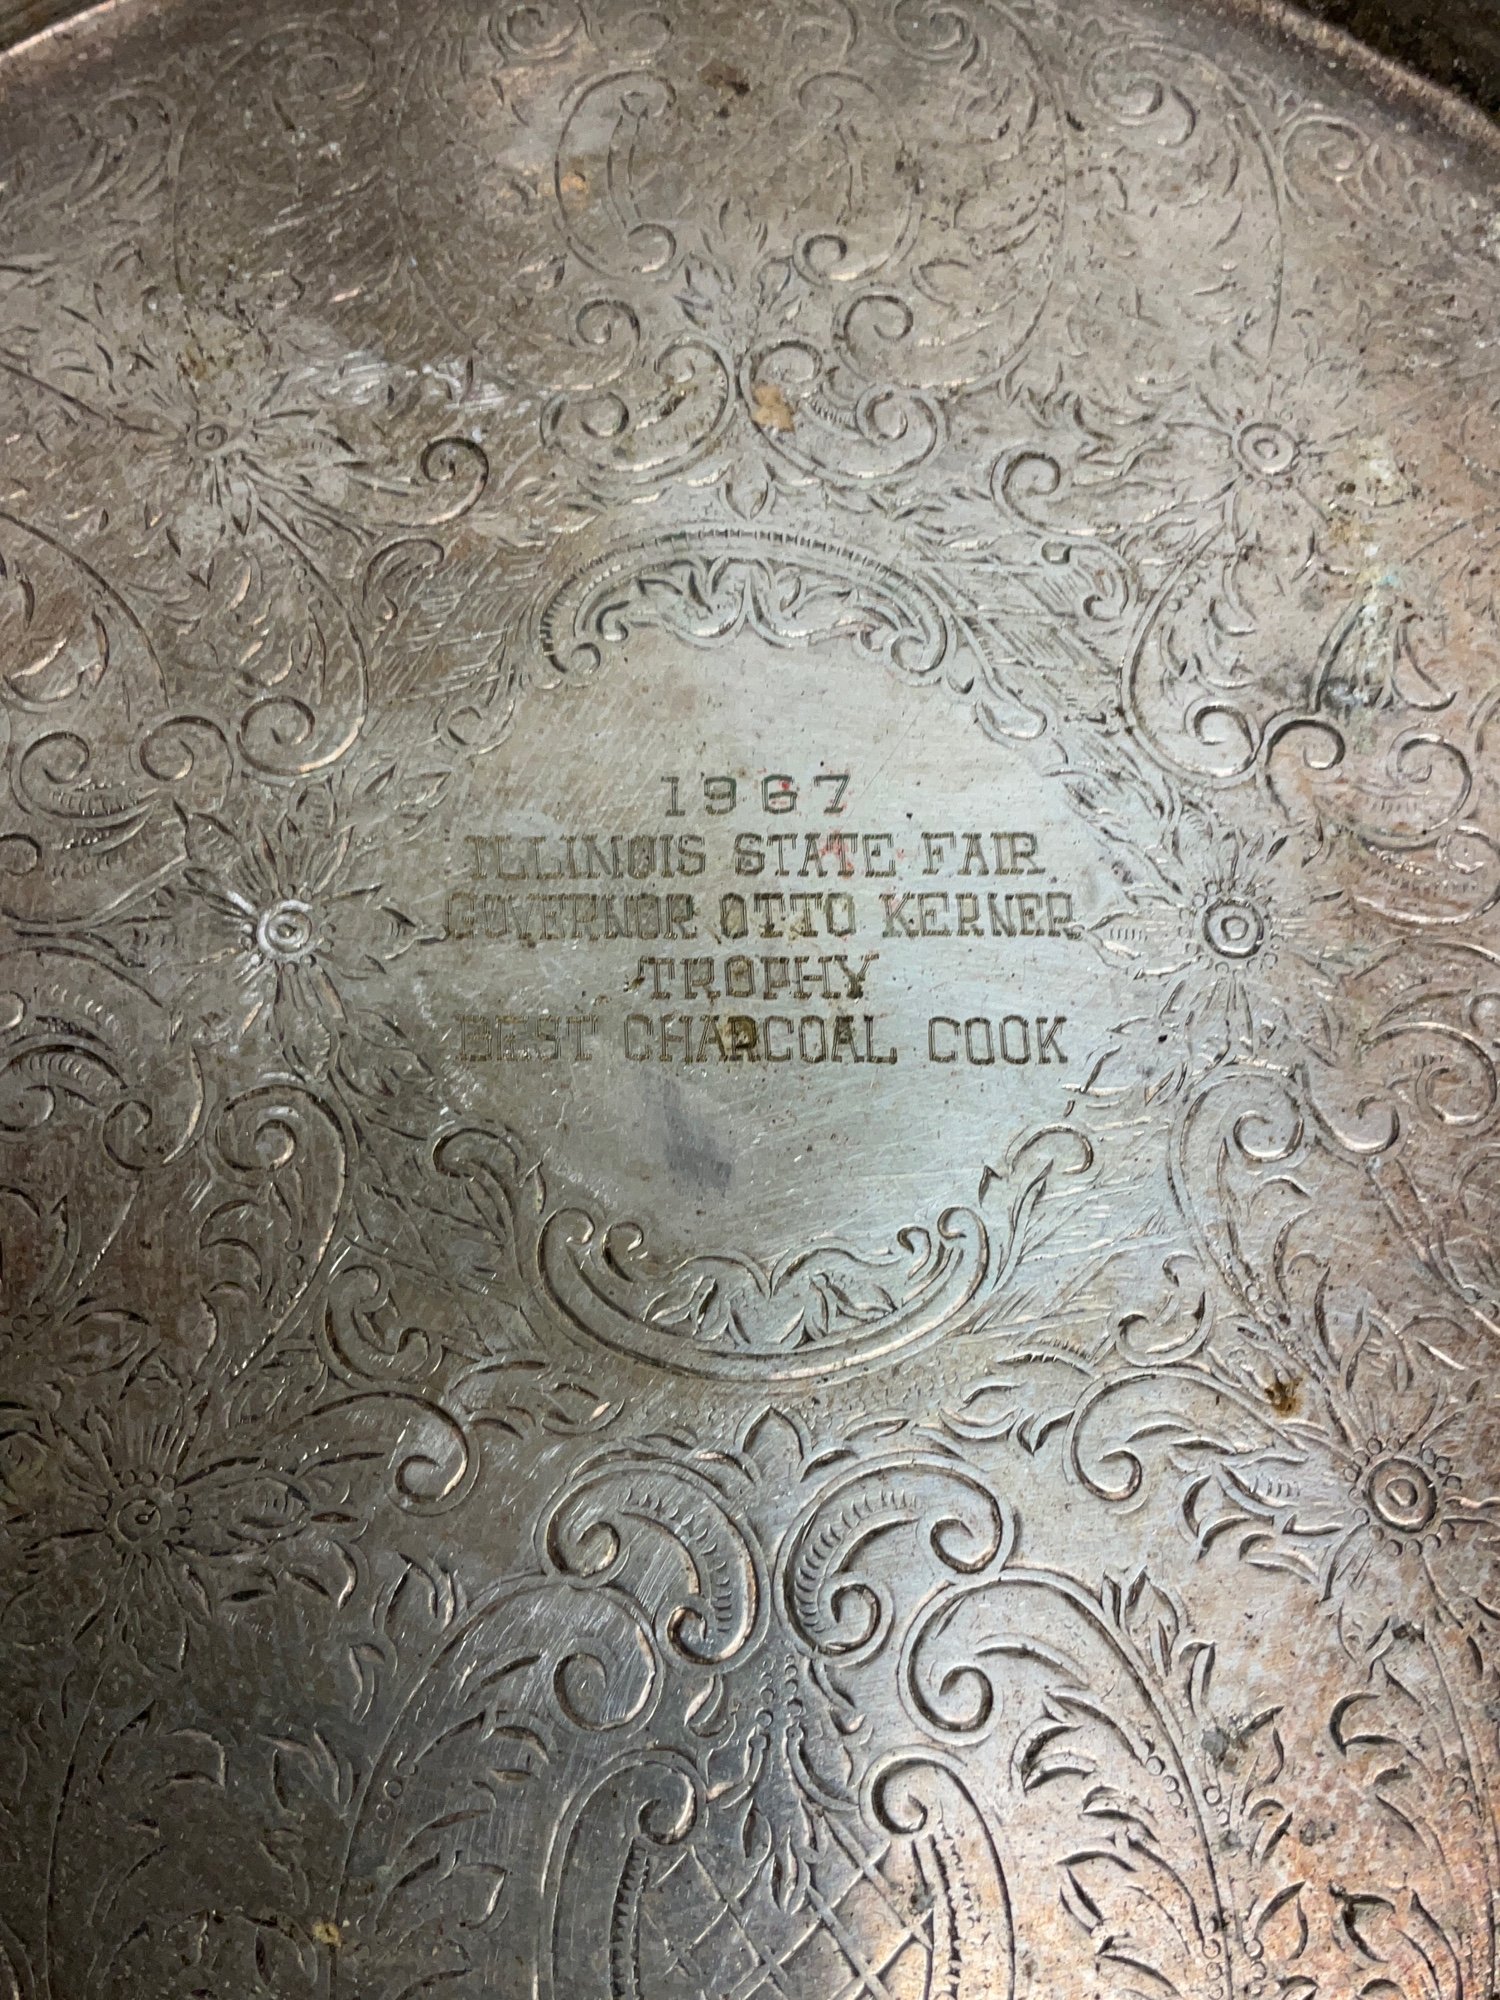 1967
ILLINOIS STATE FAIR
GOVERNOR OTTO KERNER
TROPHY
BEST CHARCOAL COOK